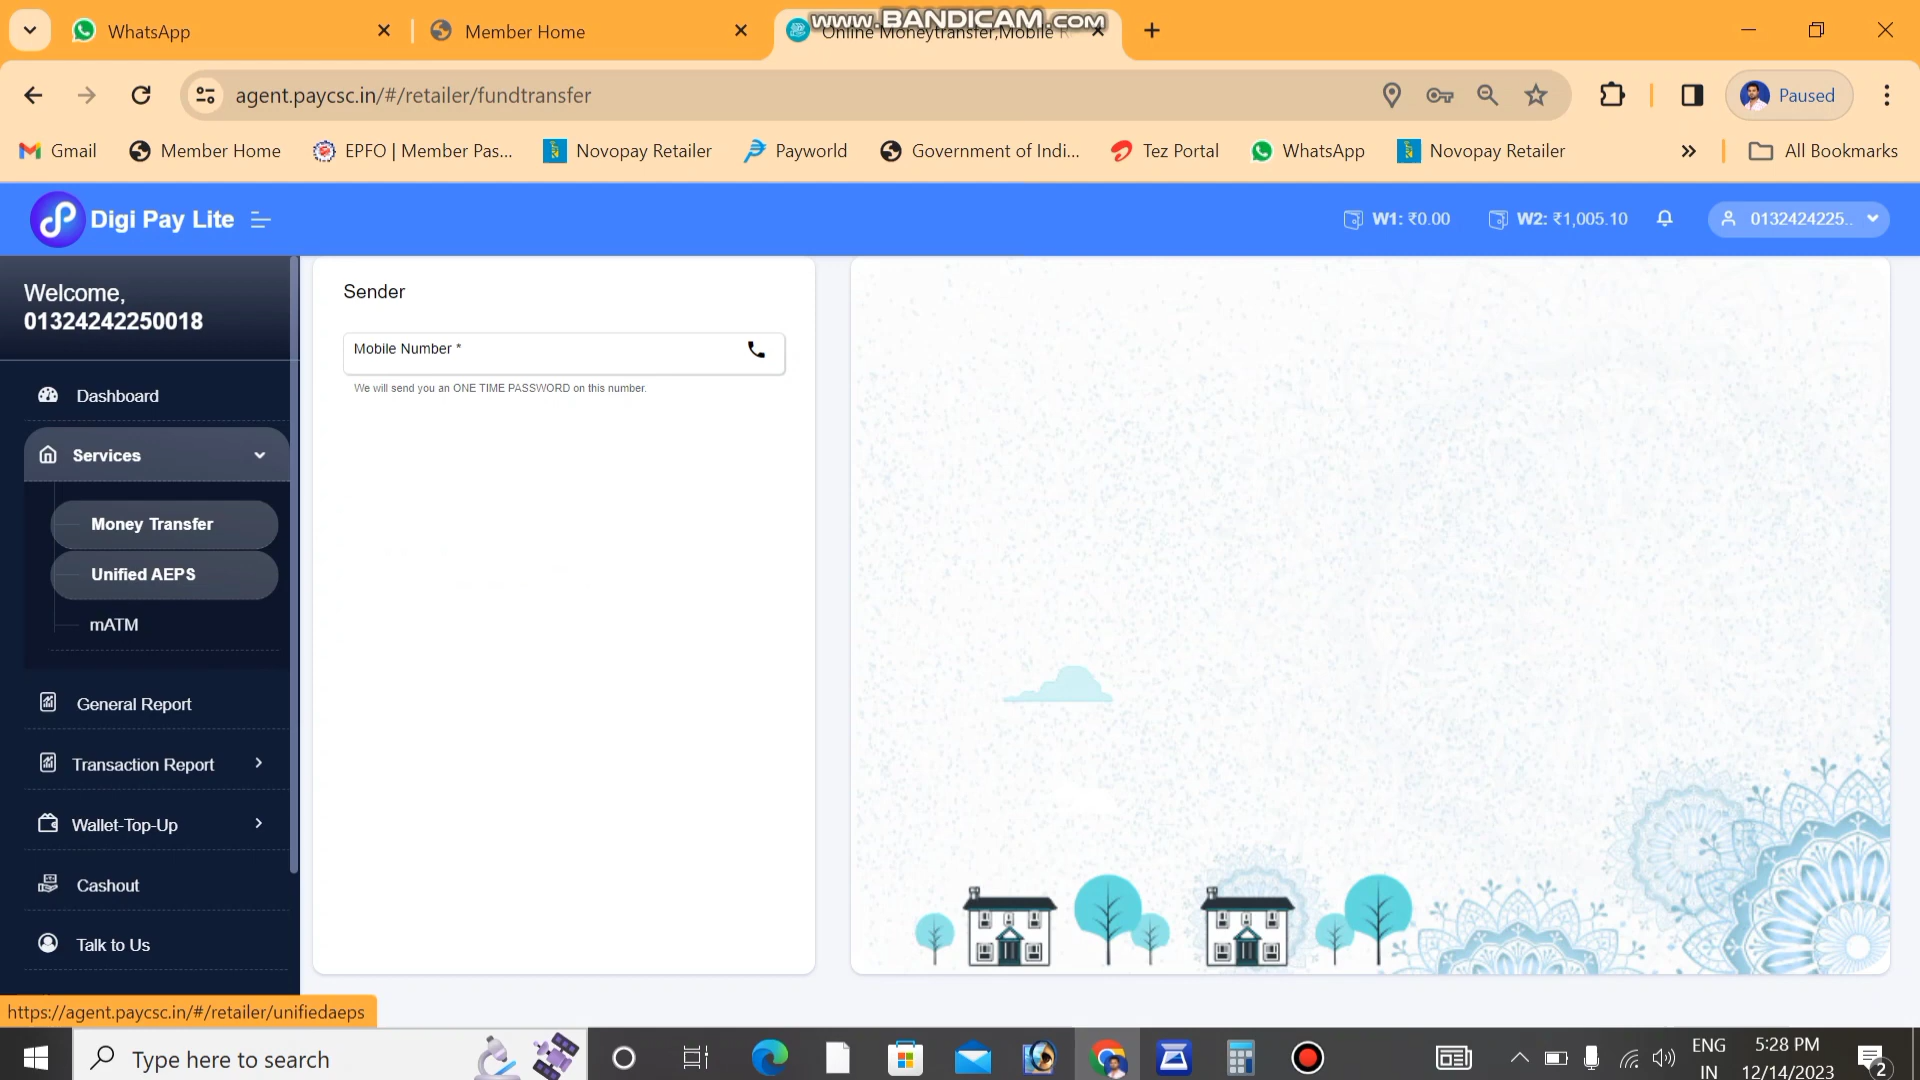 WhatsApp
Member Home
www.BANDICAM.COM
Online Moneytransfer,Mobile R
agent.paycsc.in/#/retailer/fundtransfer
Paused
Gmail
Member Home
EPFO | Member Pas...
Novopay Retailer
Payworld
Government of Indi...
Tez Portal
WhatsApp
Novopay Retailer
»
All Bookmarks
Digi Pay Lite
W1: ₹0.00
W2: ₹1,005.10
0132424225..
Welcome,
01324242250018
Dashboard
Services
Money Transfer
Unified AEPS
mATM
General Report
Transaction Report
Wallet-Top-Up
Cashout
Talk to Us
Sender
Mobile Number *
We will send you an ONE TIME PASSWORD on this number.
https://agent.paycsc.in/#/retailer/unifiedaeps
Type here to search
ENG
IN
5:28 PM
12/14/2023
2